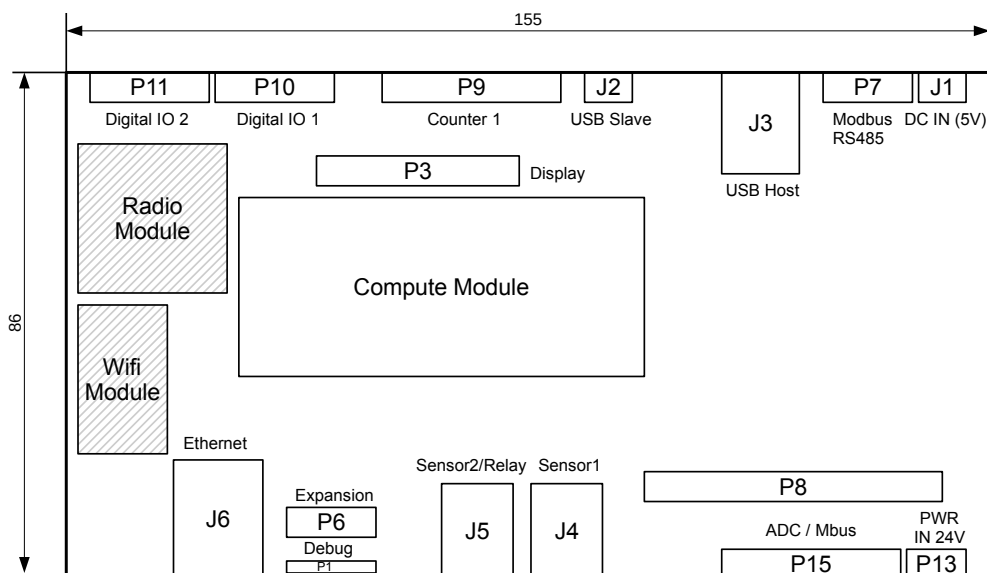 155
P11
P10
P9
J2
J3
P7
J1
Digital IO 2
Digital IO 1
Counter 1
USB Slave
Modbus
RS485
DC IN (5V)
P3
Display
USB Host
Radio
Module
Compute Module
86
Wifi
Module
Ethernet
Sensor2/Relay
Sensor1
P8
Expansion
J6
P6
J5
J4
ADC / Mbus
PWR
IN 24V
Debug
P1
P15
P13